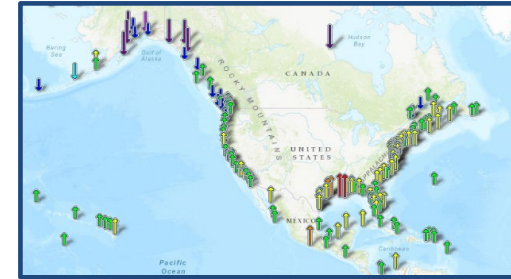 Bering
Sea
Gulf of
Alaska
Hudson
Bay
CANADA
ROCKY MOUNTAINS
UNITED
STATES
MEXICO
Pacific
Ocean
Caribbean